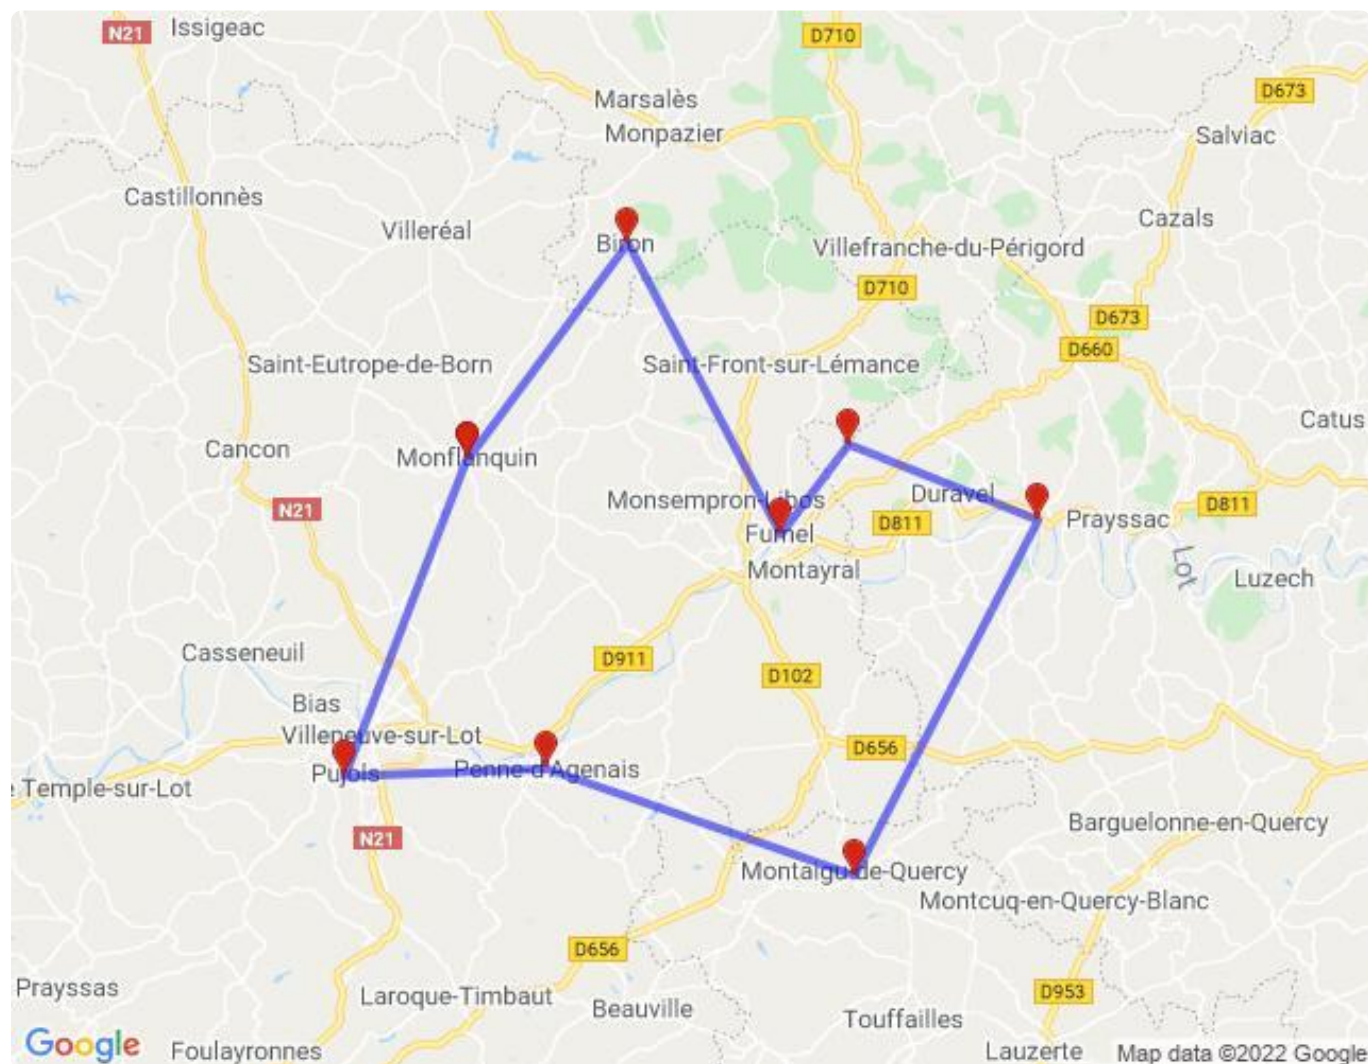 N21
Issigeac
D710
Marsalès
D673
Monpazier
Salviac
Castillonnès
Villeréal
Cazals
Biron
Villefranche-du-Périgord
D710
D673
D660
Saint-Eutrope-de-Born
Saint-Front-sur-Lémance
Catus
Cancon
Monflanquin
N21
Monsempron-Libos
Duravel
D811
Prayssac
D811
Fumel
Montayral
Lot
Luzech
Casseneuil
D911
D102
Bias
Villeneuve-sur-Lot
D656
Pujols
Penne-d'Agenais
e Temple-sur-Lot
N21
Barguelonne-en-Quercy
Montaigu-de-Quercy
Montcuq-en-Quercy-Blanc
D656
Prayssas
Laroque-Timbaut
D953
Beauville
Touffailles
Google
Foulayronnes
Lauzerte
Map data ©2022 Google